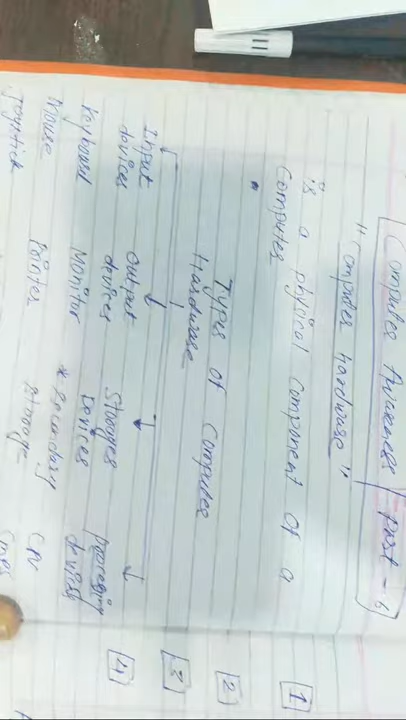 Computer Awareness / part - 6
"Computer hardware"
is a physical Component of a
Computer
Types of Computer
Hardware
Input
devices
output
devices
Storages
Devices
processing
devices
Keyboard
Monitor
* Secondary
Storage
Mouse
Printer
Joystick
1
2
3
4